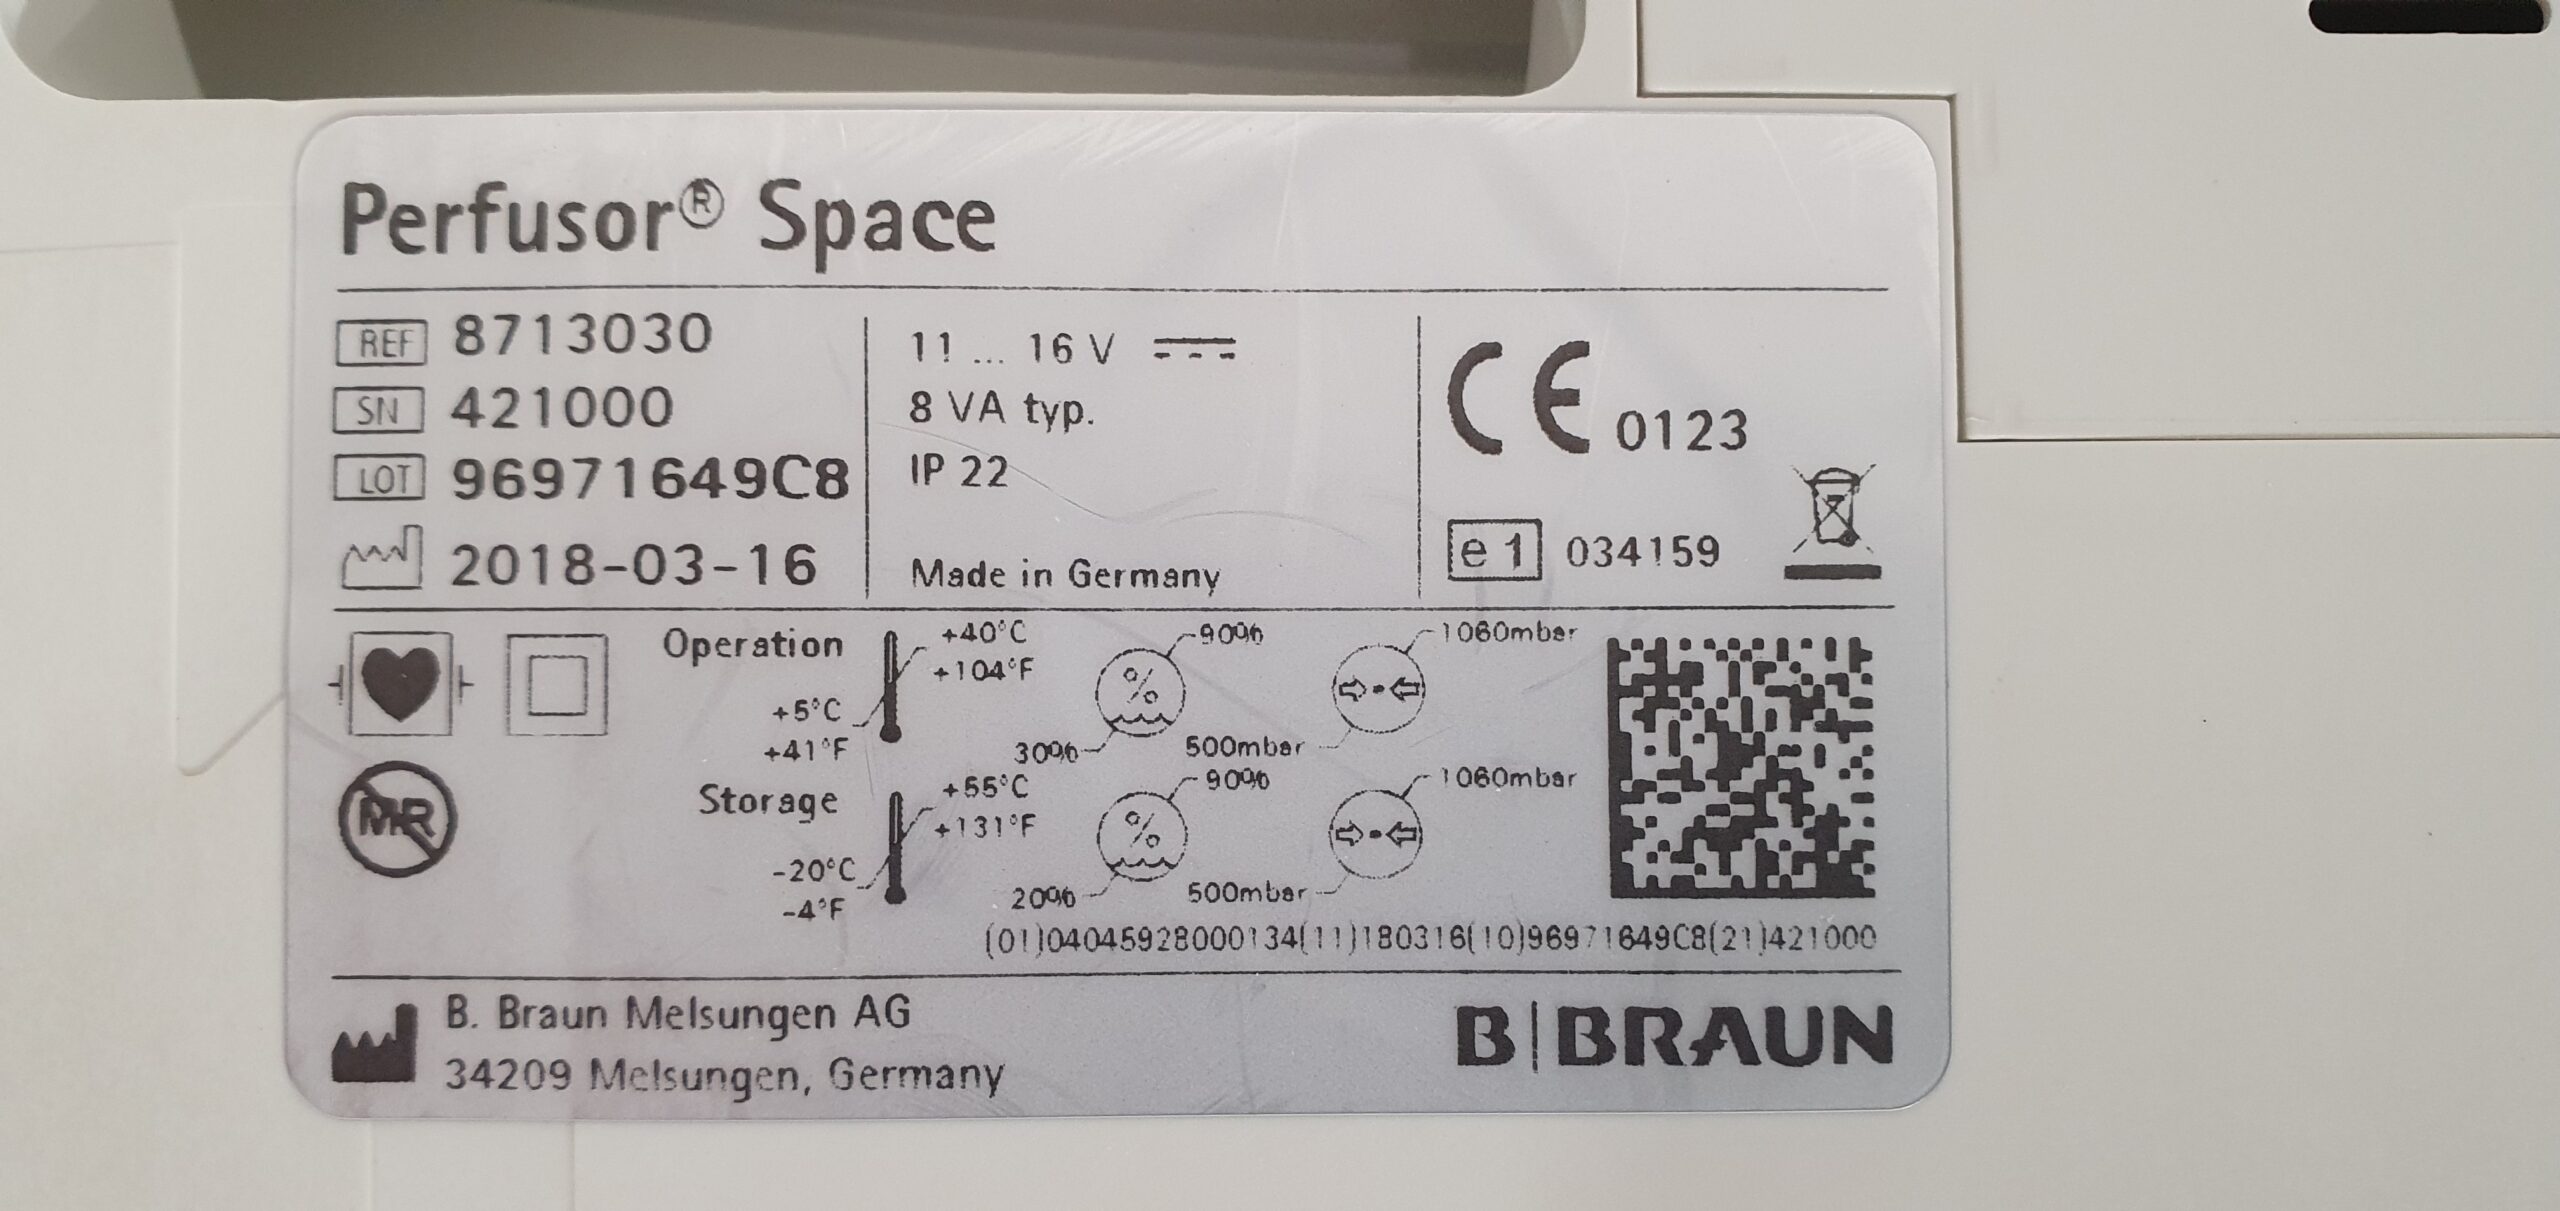 Perfusor® Space
REF 8713030
SN 421000
LOT 96971649C8
2018-03-16
11 ... 16 V
8 VA typ.
IP 22
Made in Germany
CE 0123
e1 034159
MR
Operation
+40°C
+104°F
+5°C
+41°F
%
90%
30%
1060mbar
500mbar
Storage
+55°C
+131°F
-20°C
-4°F
%
90%
20%
1060mbar
500mbar
(01)04045928000134(11)180316(10)96971649C8(21)421000
B. Braun Melsungen AG
34209 Melsungen, Germany
B|BRAUN